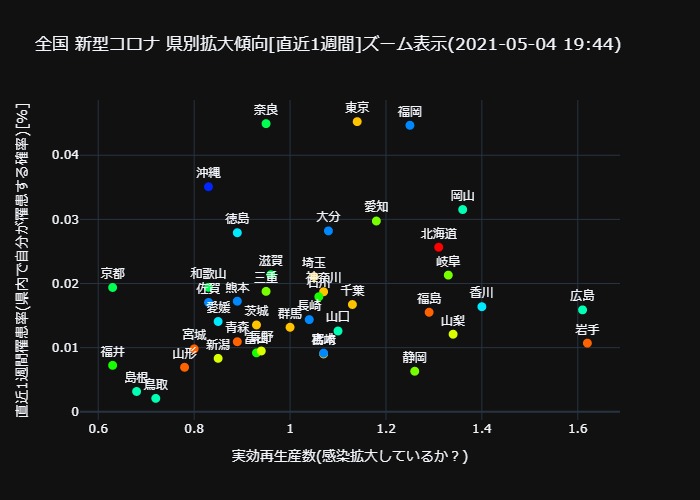 全国 新型コロナ 県別拡大傾向[直近1週間]ズーム表示(2021-05-04 19:44)
直近1週間罹患率(県内で自分が罹患する確率)[%]
0.04
0.03
0.02
0.01
0
奈良
東京
福岡
沖縄
岡山
愛知
徳島
大分
北海道
滋賀
埼玉
岐阜
京都
和歌山
三重
神奈川
石川
佐賀
熊本
千葉
香川
広島
福島
愛媛
茨城
長崎
群馬
山口
山梨
岩手
宮城
青森
富山
長野
宮崎
新潟
山形
福井
静岡
島根
鳥取
0.6
0.8
1
1.2
1.4
1.6
実効再生産数(感染拡大しているか？)